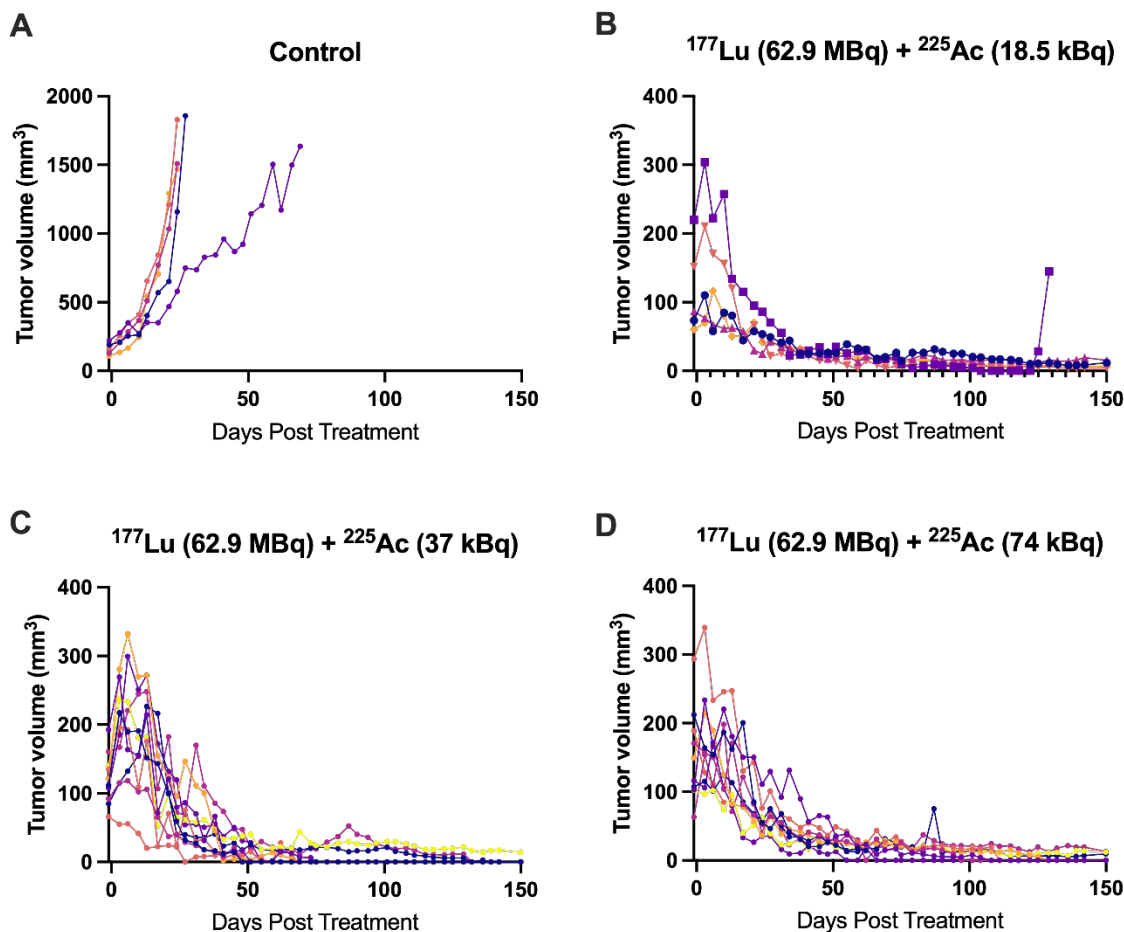 A
Control
Tumor volume (mm³)
2000
1500
1000
500
0
0
50
100
150
Days Post Treatment
B
¹⁷⁷Lu (62.9 MBq) + ²²⁵Ac (18.5 kBq)
Tumor volume (mm³)
400
300
200
100
0
0
50
100
150
Days Post Treatment
C
¹⁷⁷Lu (62.9 MBq) + ²²⁵Ac (37 kBq)
Tumor volume (mm³)
400
300
200
100
0
0
50
100
150
Days Post Treatment
D
¹⁷⁷Lu (62.9 MBq) + ²²⁵Ac (74 kBq)
Tumor volume (mm³)
400
300
200
100
0
0
50
100
150
Days Post Treatment